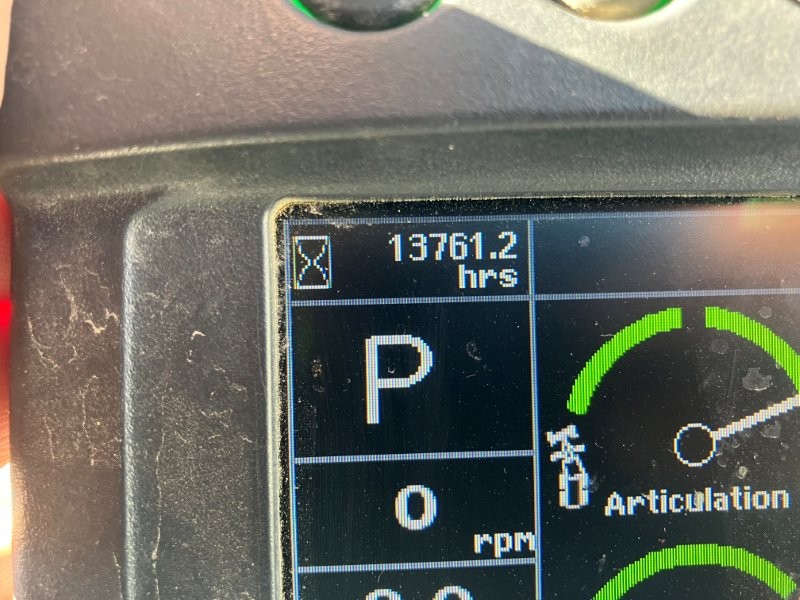 13761.2
hrs
P
0
rpm
Articulation